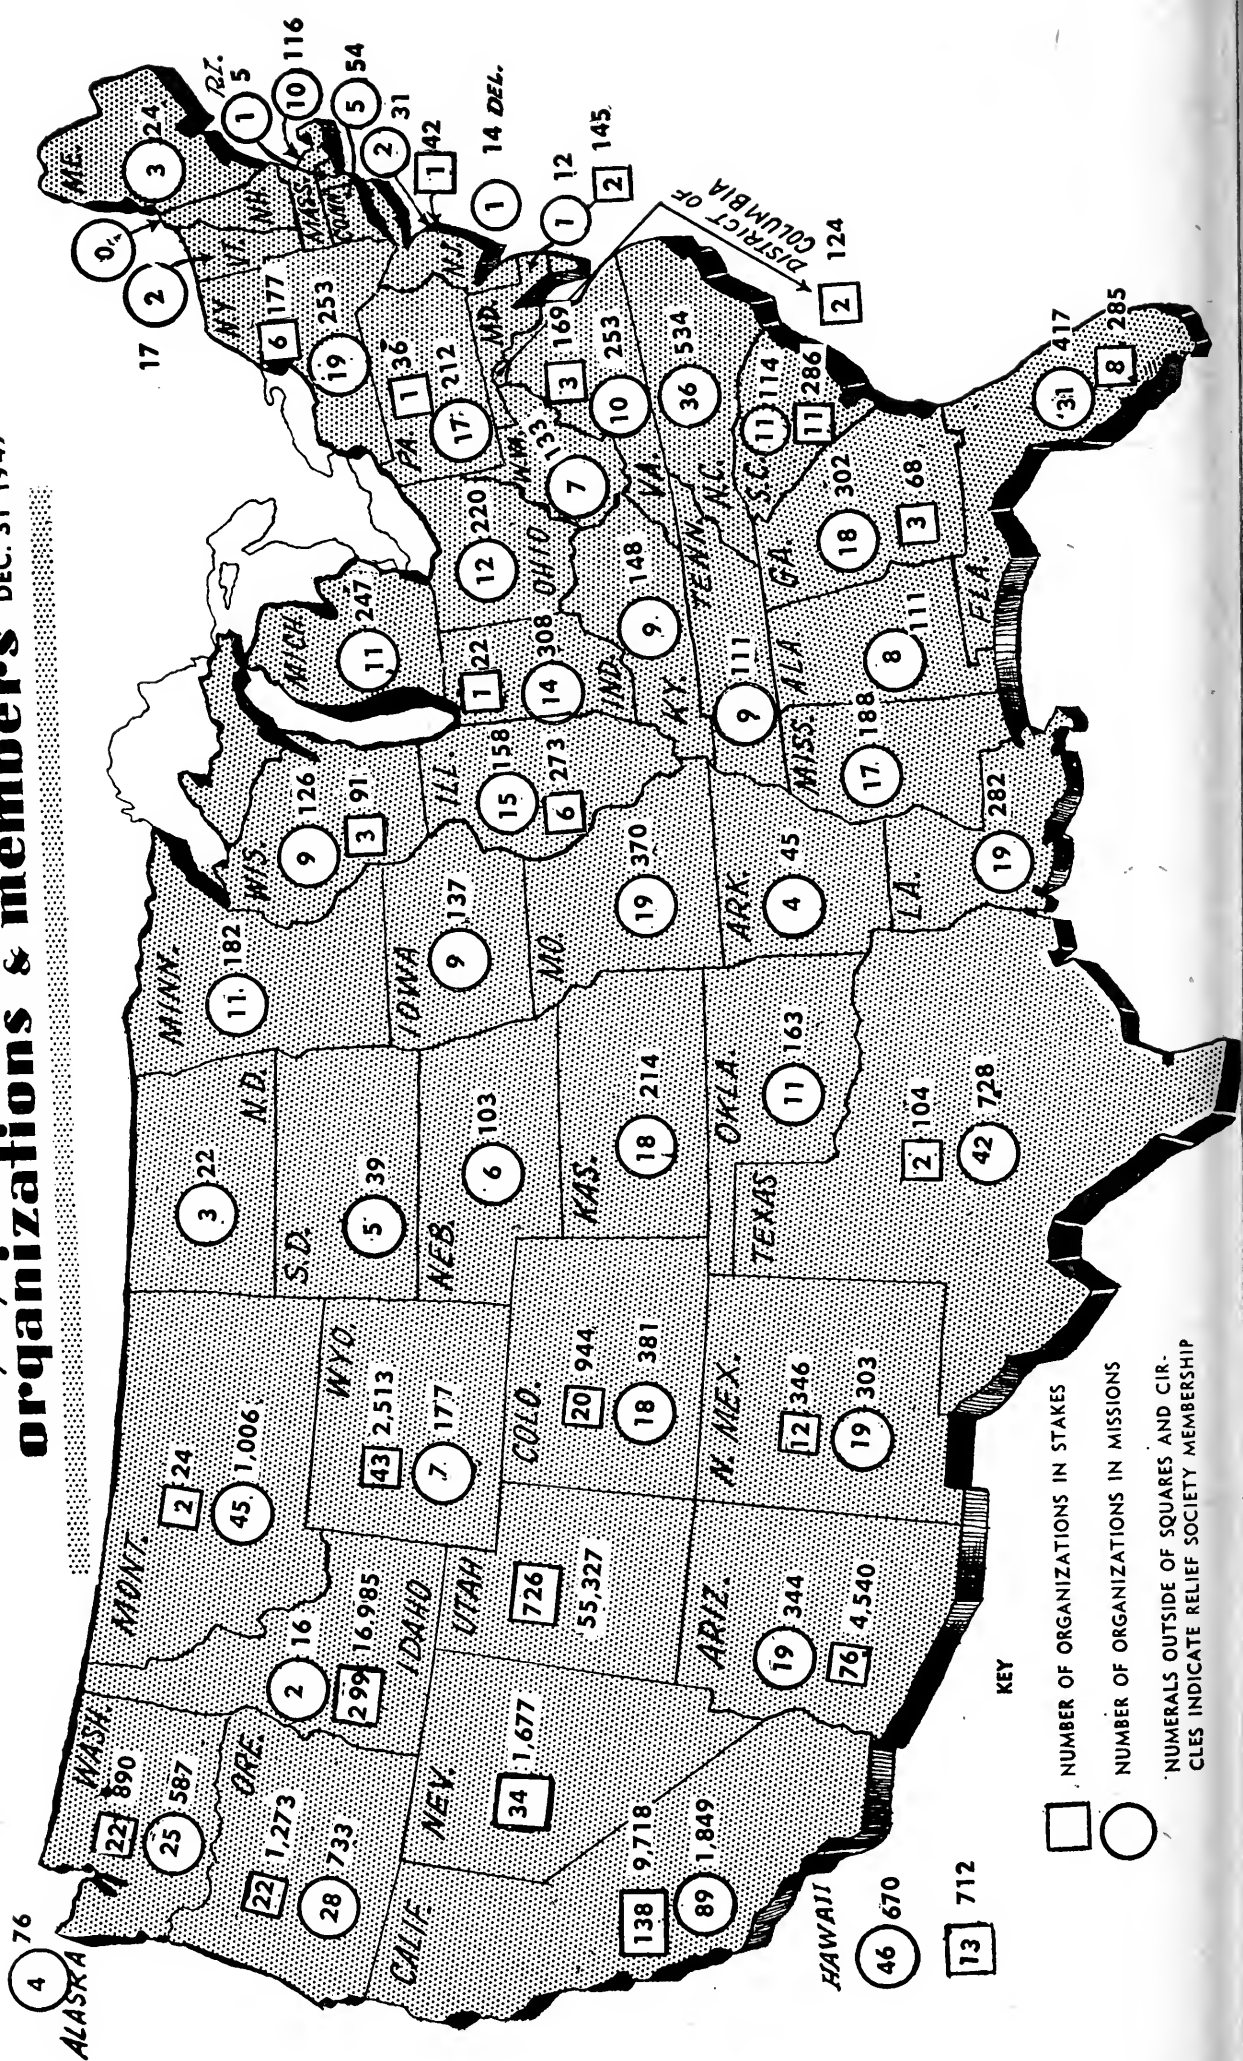 organizations & members DEC. 31 194
4 76
ALASKA
WASH.
22 890
25 587
ORE.
22 1,273
28 733
CALIF.
138 9,718
89 1,849
NEV.
34 1,677
IDAHO
2 16
299 16,985
MONT.
2 24
45 1,006
WYO.
43 2,513
7 177
UTAH
726
55,327
COLO.
20 944
18 381
ARIZ.
19 344
76 4,540
N. MEX.
12 346
19 303
N.D.
3 22
S.D.
5 39
NEB.
6 103
KAS.
18 214
OKLA.
11 163
TEXAS
2 104
42 728
MINN.
11 182
IOWA
9 137
MO.
19 370
ARK.
4 45
LA.
19 282
WIS.
9 126
3 91
ILL.
15 158
6 273
MICH.
11 247
IND.
1 22
14 308
OHIO
12 220
KY.
9 148
TENN.
9 111
MISS.
17 188
ALA
8 111
GA.
18 302
3 68
FLA.
31 417
8 285
S.C.
11 114
11 286
N.C.
36 534
VA.
3 169
10 253
W.VA.
7 133
PA
1 36
17 212
NY
6 177
19 253
MD.
1 12
2 145
DISTRICT OF
COLUMBIA
2 124
1 14 DEL.
N.J.
2 31
1 42
CONN.
5 54
MASS.
10 116
R.I.
1 5
VT.
2
17
NH
0
ME.
3 24
HAWAII
46 670
13 712
KEY
NUMBER OF ORGANIZATIONS IN STAKES
NUMBER OF ORGANIZATIONS IN MISSIONS
NUMERALS OUTSIDE OF SQUARES AND CIR-
CLES INDICATE RELIEF SOCIETY MEMBERSHIP